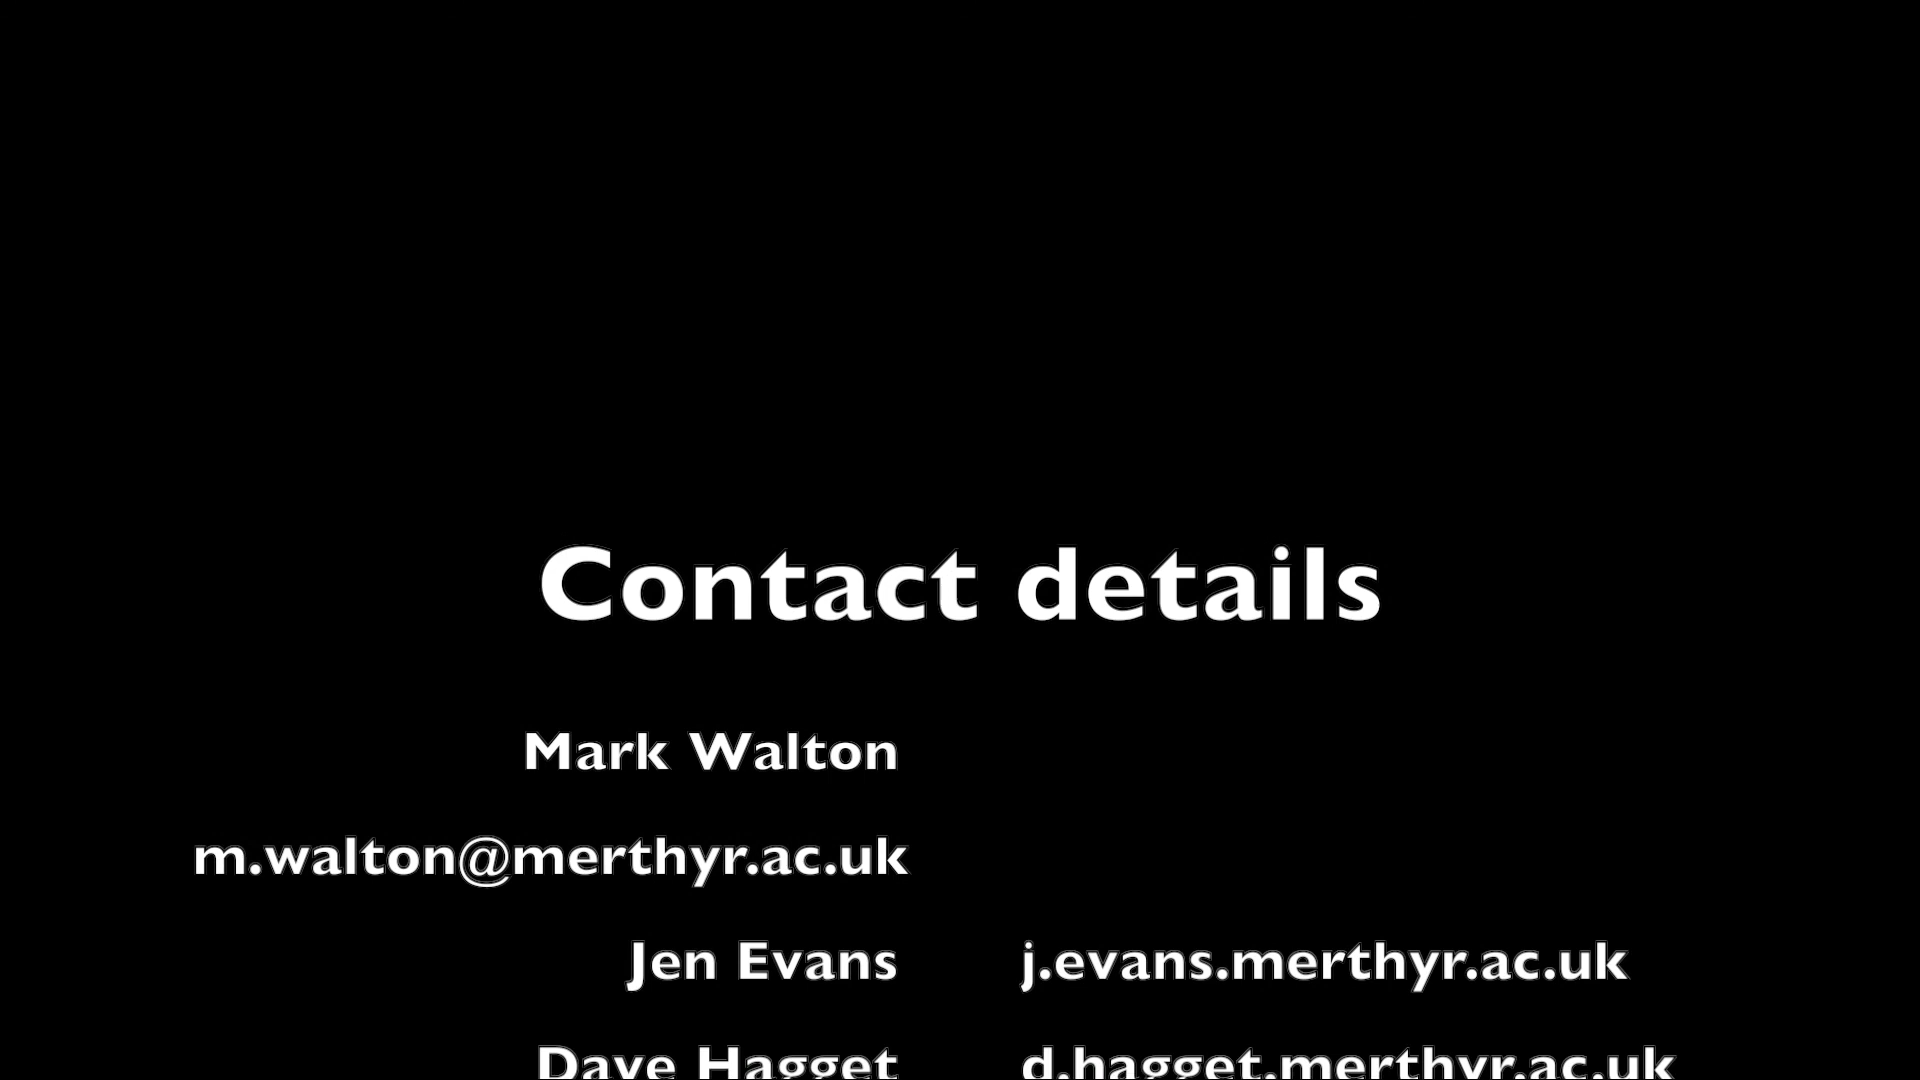 Contact details
Mark Walton
m.walton@merthyr.ac.uk
Jen Evans j.evans.merthyr.ac.uk
Dave Hagget d.hagget.merthyr.ac.uk